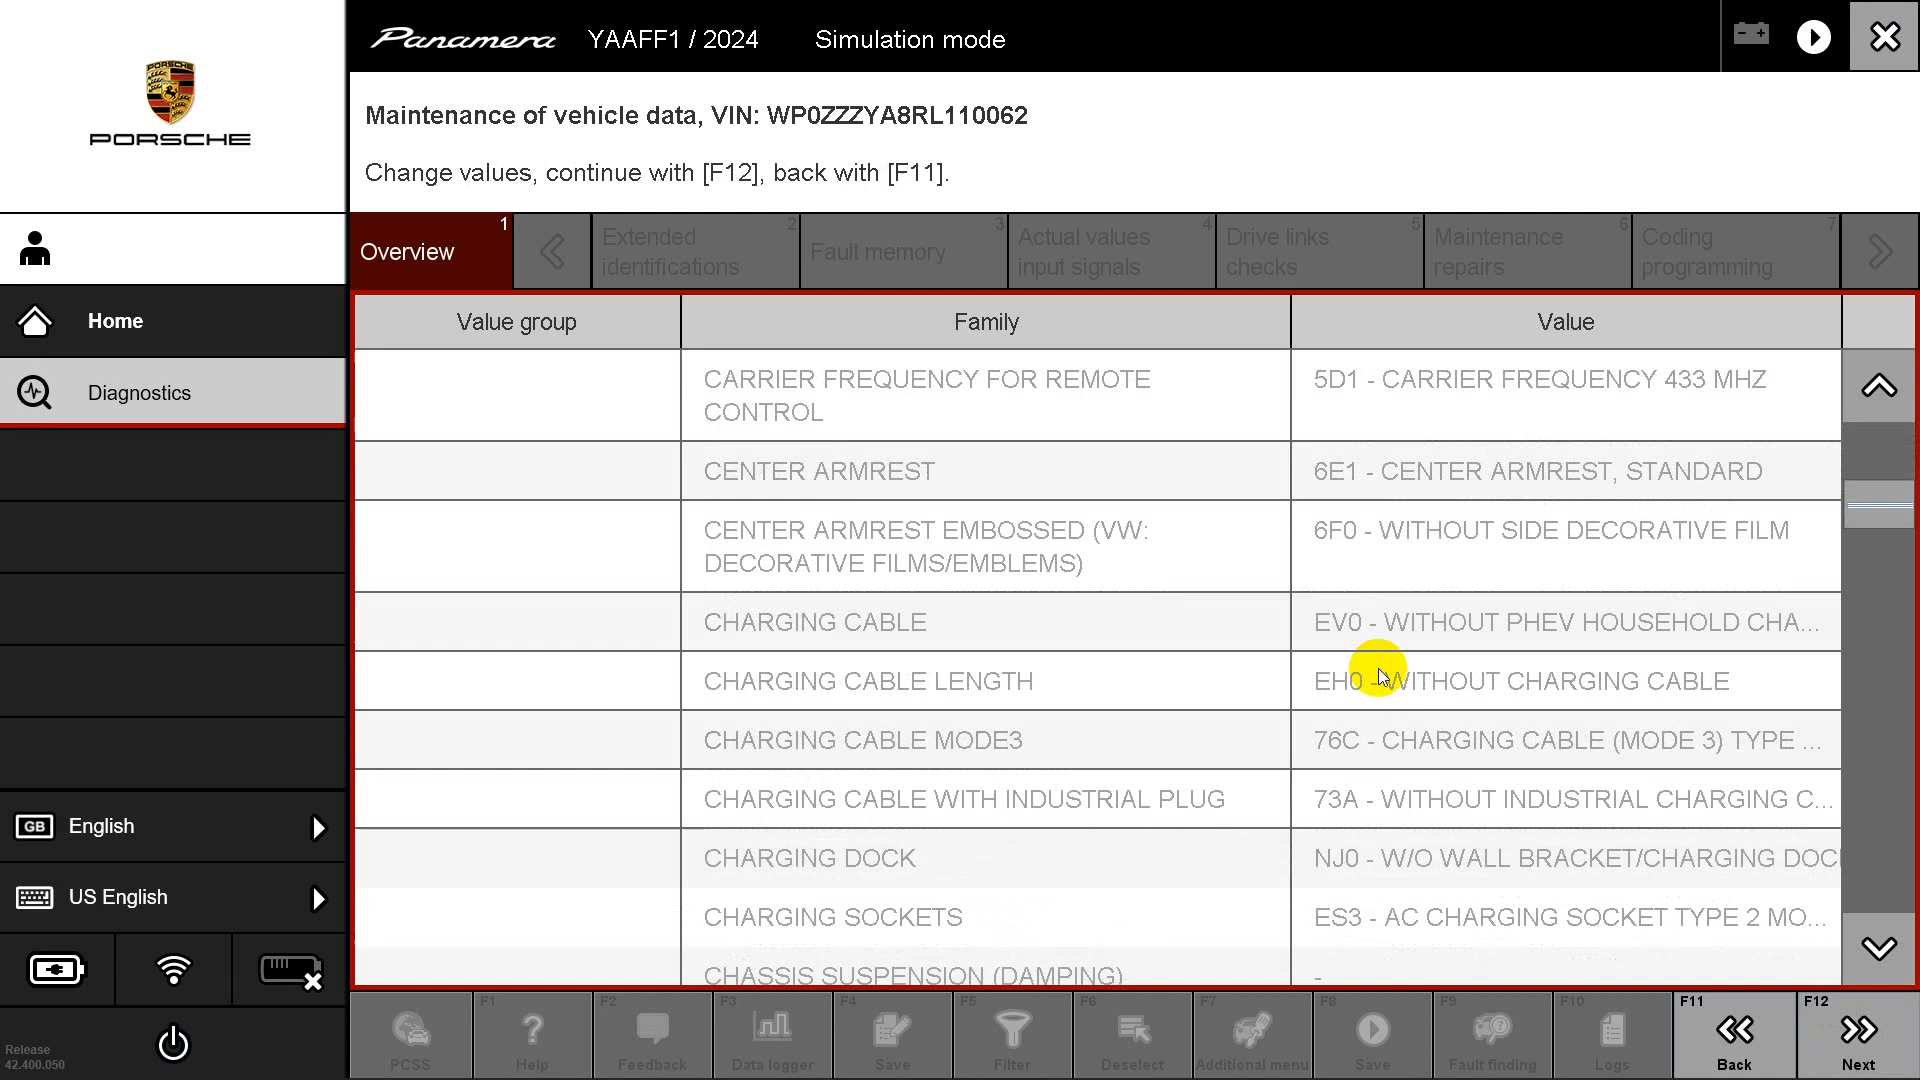 Panamera YAAFF1 / 2024 Simulation mode
PORSCHE
PORSCHE
Maintenance of vehicle data, VIN: WP0ZZZYA8RL110062
Change values, continue with [F12], back with [F11].
Home
Diagnostics
GB English
US English
Release
42.400.050
Overview 1
Extended 2
identifications
Fault memory 3
Actual values 4
input signals
Drive links 5
checks
Maintenance 6
repairs
Coding 7
programming
Value group Family Value
CARRIER FREQUENCY FOR REMOTE
CONTROL
5D1 - CARRIER FREQUENCY 433 MHZ
CENTER ARMREST 6E1 - CENTER ARMREST, STANDARD
CENTER ARMREST EMBOSSED (VW:
DECORATIVE FILMS/EMBLEMS)
6F0 - WITHOUT SIDE DECORATIVE FILM
CHARGING CABLE EV0 - WITHOUT PHEV HOUSEHOLD CHA...
CHARGING CABLE LENGTH EH0 - WITHOUT CHARGING CABLE
CHARGING CABLE MODE3 76C - CHARGING CABLE (MODE 3) TYPE ...
CHARGING CABLE WITH INDUSTRIAL PLUG 73A - WITHOUT INDUSTRIAL CHARGING C...
CHARGING DOCK NJ0 - W/O WALL BRACKET/CHARGING DOC
CHARGING SOCKETS ES3 - AC CHARGING SOCKET TYPE 2 MO...
CHASSIS SUSPENSION (DAMPING) -
PCSS
F1 Help
F2 Feedback
F3 Data logger
F4 Save
F5 Filter
F6 Deselect
F7 Additional menu
F8 Save
F9 Fault finding
F10 Logs
F11 Back
F12 Next